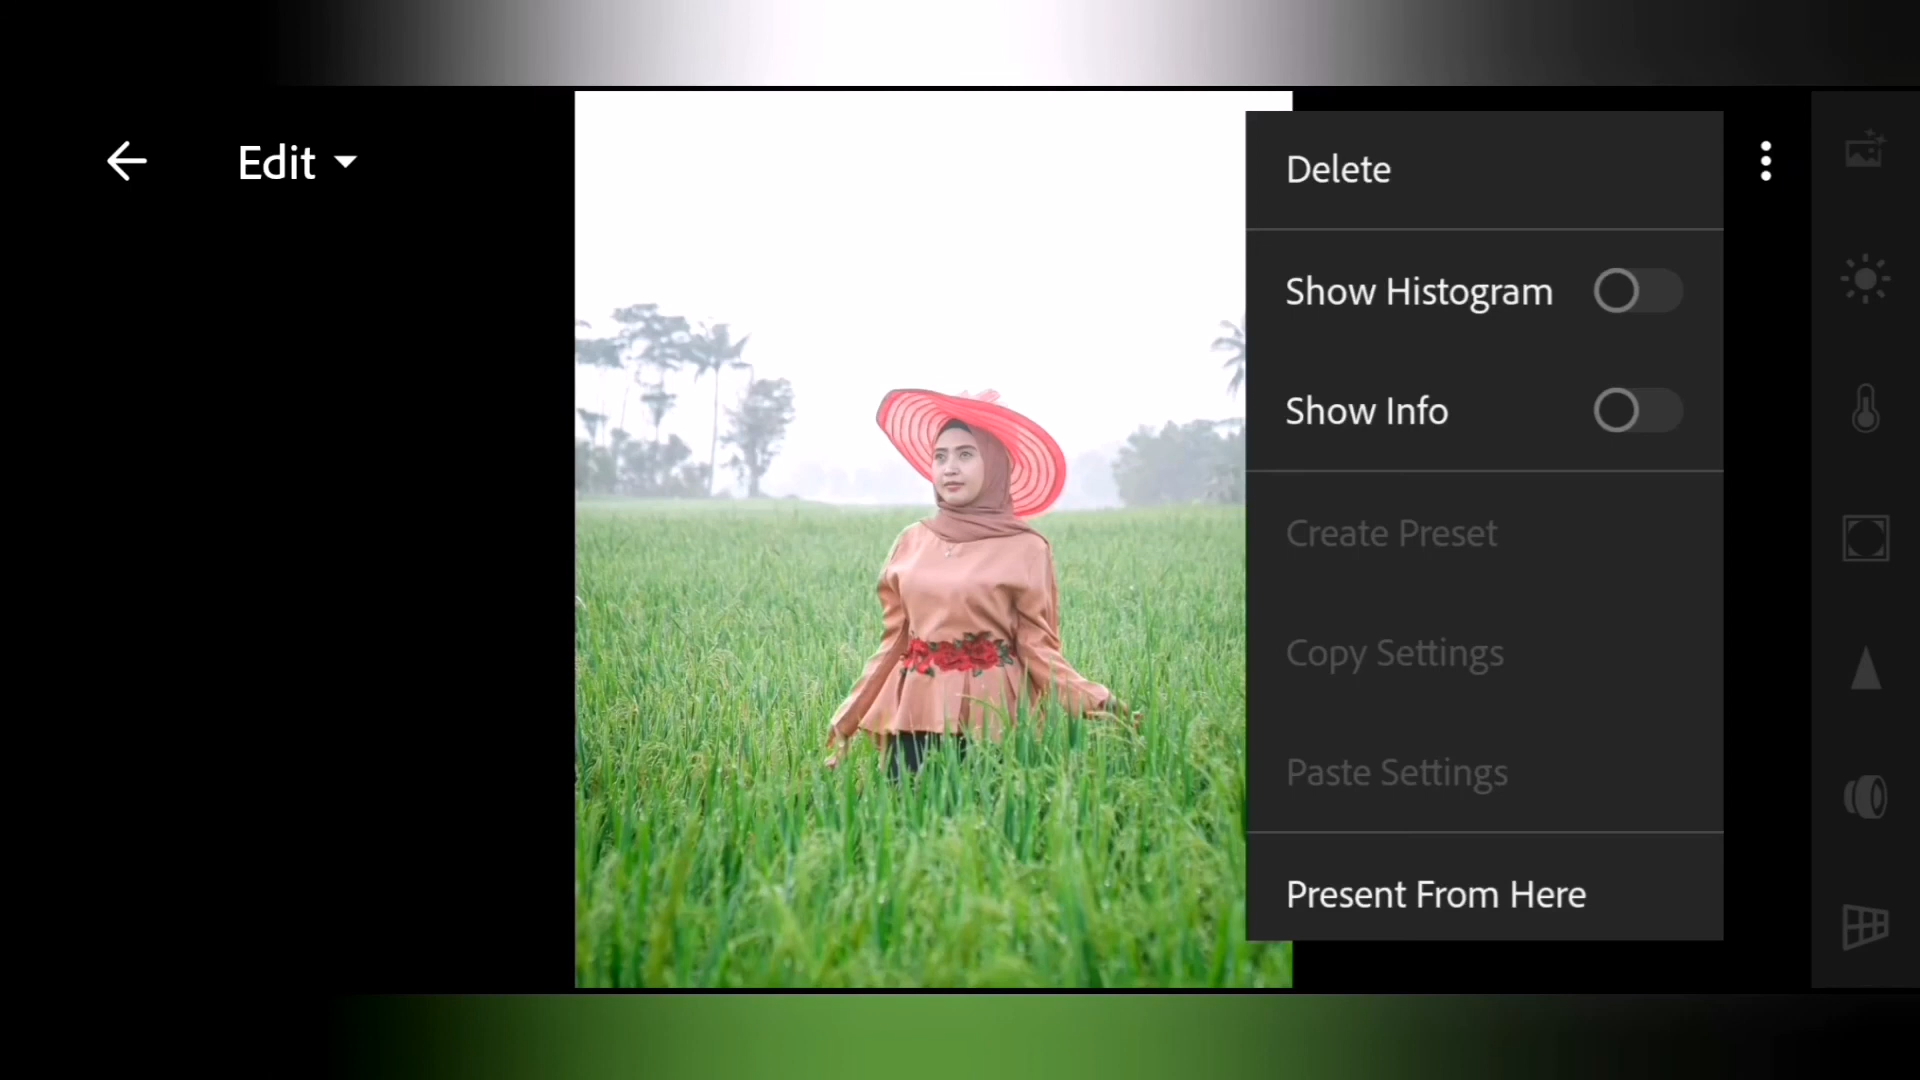 Edit
Delete
Show Histogram
Show Info
Create Preset
Copy Settings
Paste Settings
Present From Here